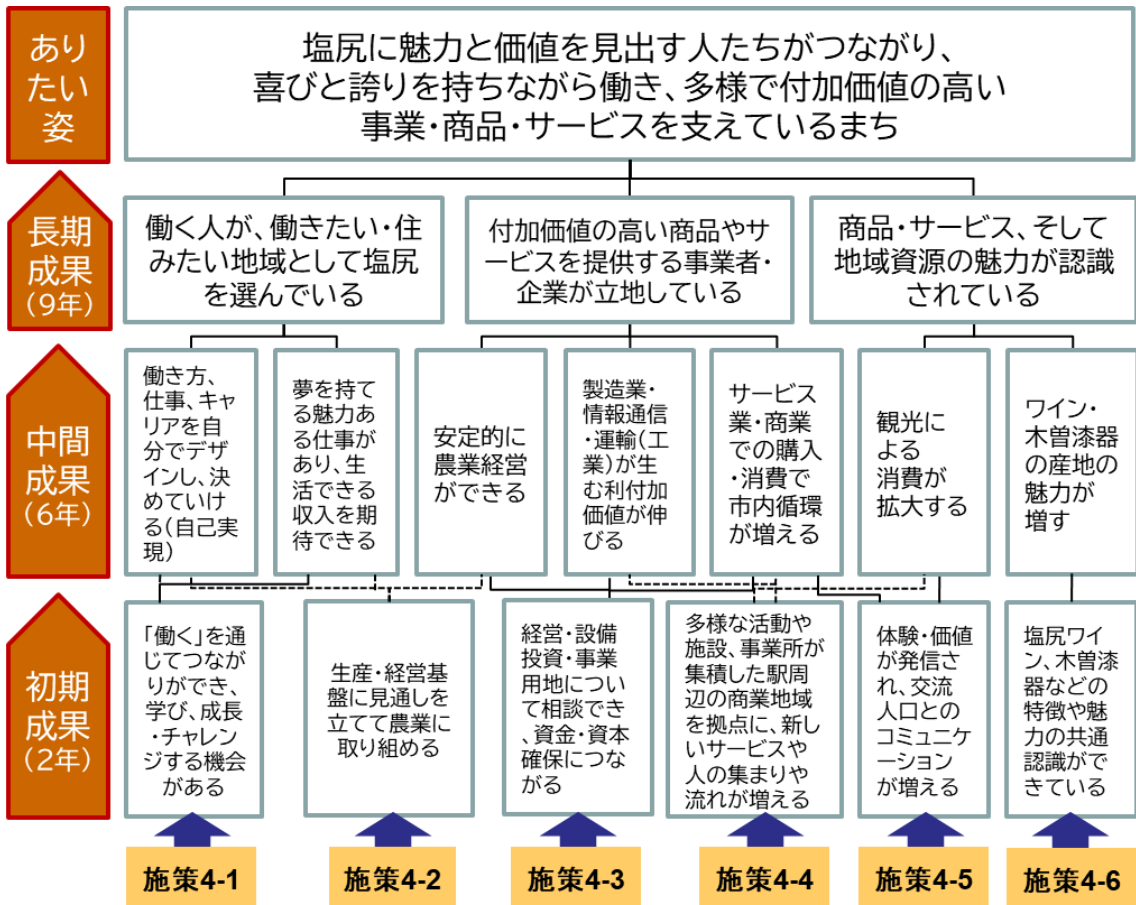 あり
たい
姿
塩尻に魅力と価値を見出す人たちがつながり、
喜びと誇りを持ちながら働き、多様で付加価値の高い
事業・商品・サービスを支えているまち
長期
成果
(9年)
働く人が、働きたい・住
みたい地域として塩尻
を選んでいる
付加価値の高い商品やサ
ービスを提供する事業者・
企業が立地している
商品・サービス、そして
地域資源の魅力が認識
されている
中間
成果
(6年)
働き方、
仕事、キャ
リアを自
分でデザ
インし、決
めていけ
る(自己実
現)
夢を持て
る魅力あ
る仕事が
あり、生
活できる
収入を期
待できる
安定的に
農業経営
ができる
製造業・
情報通信
・運輸(工
業)が生
む利付加
価値が伸
びる
サービス
業・商業
での購入
・消費で
市内循環
が増える
観光に
よる
消費が
拡大する
ワイン・
木曽漆器
の産地の
魅力が
増す
初期
成果
(2年)
「働く」を通
じてつなが
りができ、
学び、成長
・チャレン
ジする機会
がある
生産・経営基
盤に見通しを
立てて農業に
取り組める
経営・設備
投資・事業
用地につい
て相談でき
、資金・資本
確保につな
がる
多様な活動や
施設、事業所が
集積した駅周
辺の商業地域
を拠点に、新し
いサービスや
人の集まりや
流れが増える
体験・価値
が発信さ
れ、交流
人口との
コミュニケ
ーション
が増える
塩尻ワイ
ン、木曽漆
器などの
特徴や魅
力の共通
認識がで
きている
施策4-1
施策4-2
施策4-3
施策4-4
施策4-5
施策4-6